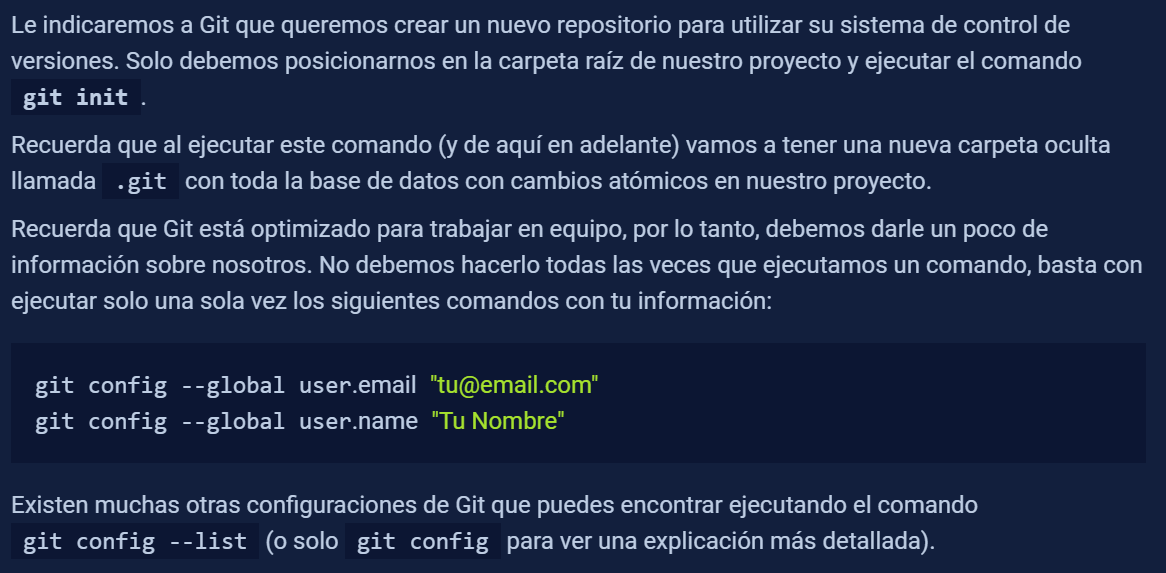 Le indicaremos a Git que queremos crear un nuevo repositorio para utilizar su sistema de control de
versiones. Solo debemos posicionarnos en la carpeta raíz de nuestro proyecto y ejecutar el comando
git init .
Recuerda que al ejecutar este comando (y de aquí en adelante) vamos a tener una nueva carpeta oculta
llamada .git con toda la base de datos con cambios atómicos en nuestro proyecto.
Recuerda que Git está optimizado para trabajar en equipo, por lo tanto, debemos darle un poco de
información sobre nosotros. No debemos hacerlo todas las veces que ejecutamos un comando, basta con
ejecutar solo una sola vez los siguientes comandos con tu información:
git config --global user.email "tu@email.com"
git config --global user.name "Tu Nombre"
Existen muchas otras configuraciones de Git que puedes encontrar ejecutando el comando
git config --list (o solo git config para ver una explicación más detallada).